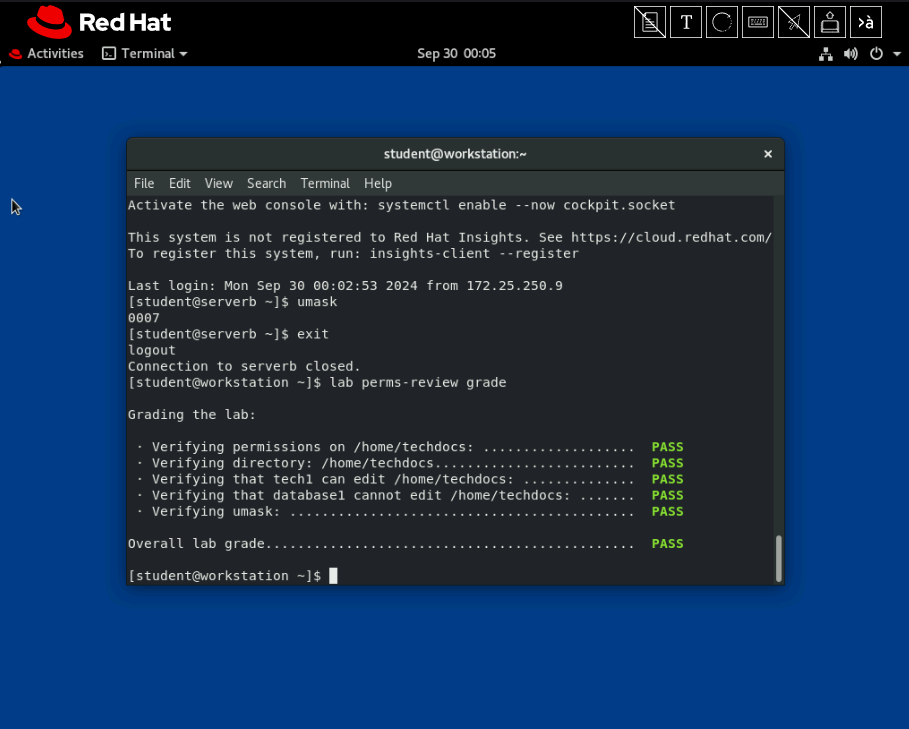 Red Hat
T
>à
Activities Terminal Sep 30 00:05
student@workstation:~
File Edit View Search Terminal Help
Activate the web console with: systemctl enable --now cockpit.socket
This system is not registered to Red Hat Insights. See https://cloud.redhat.com/
To register this system, run: insights-client --register
Last login: Mon Sep 30 00:02:53 2024 from 172.25.250.9
[student@serverb ~]$ umask
0007
[student@serverb ~]$ exit
logout
Connection to serverb closed.
[student@workstation ~]$ lab perms-review grade
Grading the lab:
· Verifying permissions on /home/techdocs: ................... PASS
· Verifying directory: /home/techdocs......................... PASS
· Verifying that tech1 can edit /home/techdocs: .............. PASS
· Verifying that database1 cannot edit /home/techdocs: ....... PASS
· Verifying umask: ........................................... PASS
Overall lab grade.............................................. PASS
[student@workstation ~]$